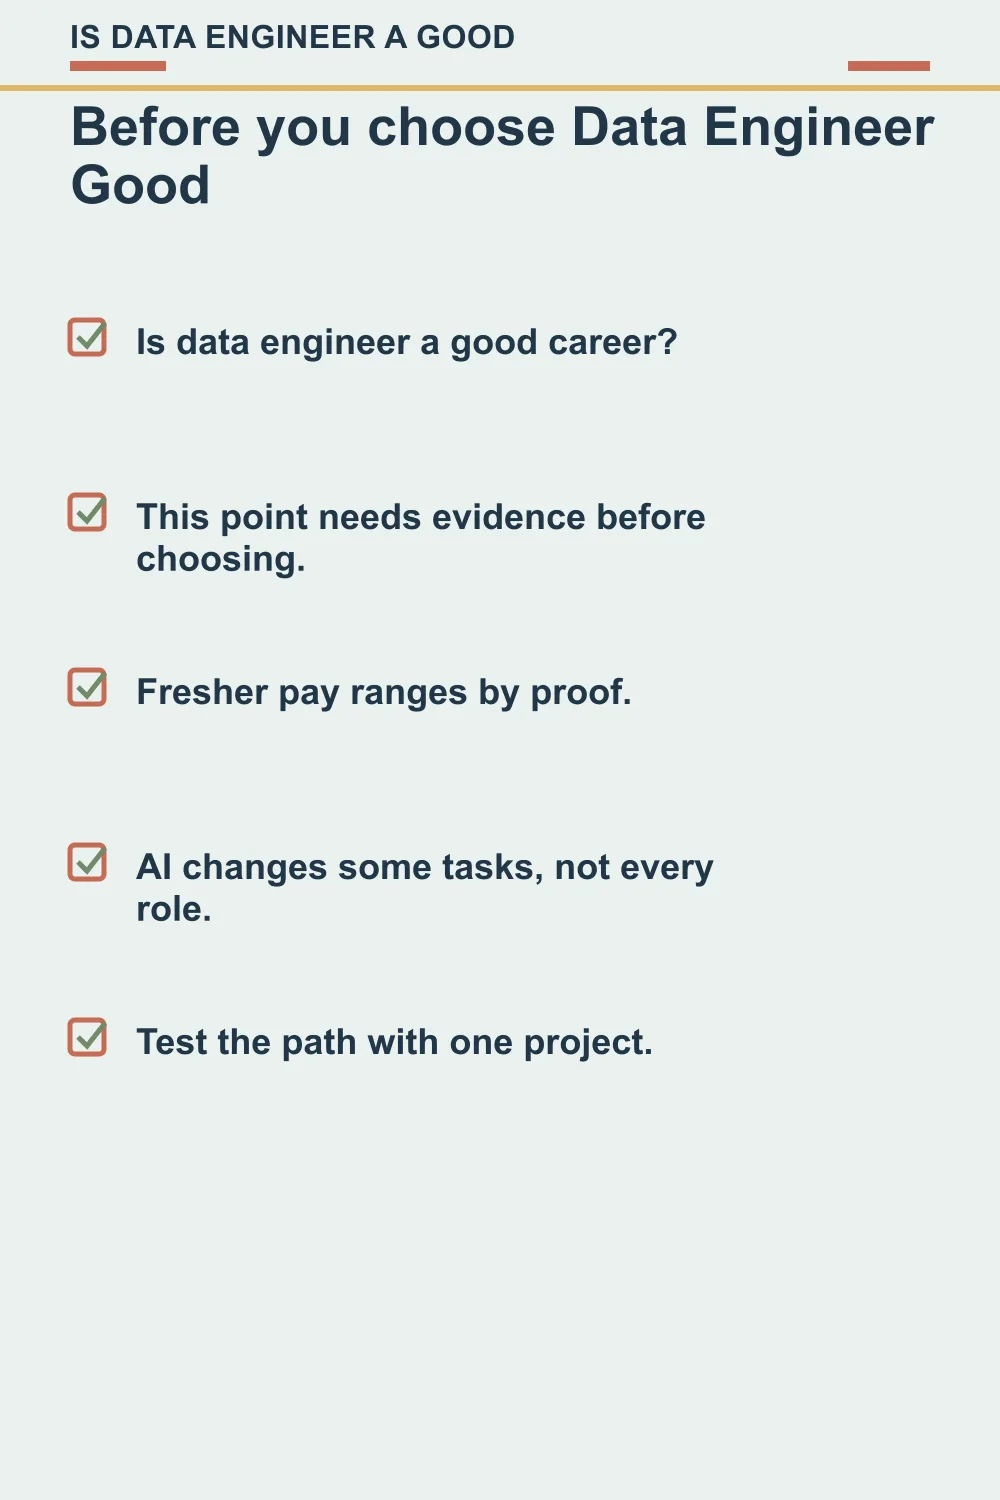 IS DATA ENGINEER A GOOD
Before you choose Data Engineer
Good
Is data engineer a good career?
This point needs evidence before
choosing.
Fresher pay ranges by proof.
AI changes some tasks, not every
role.
Test the path with one project.